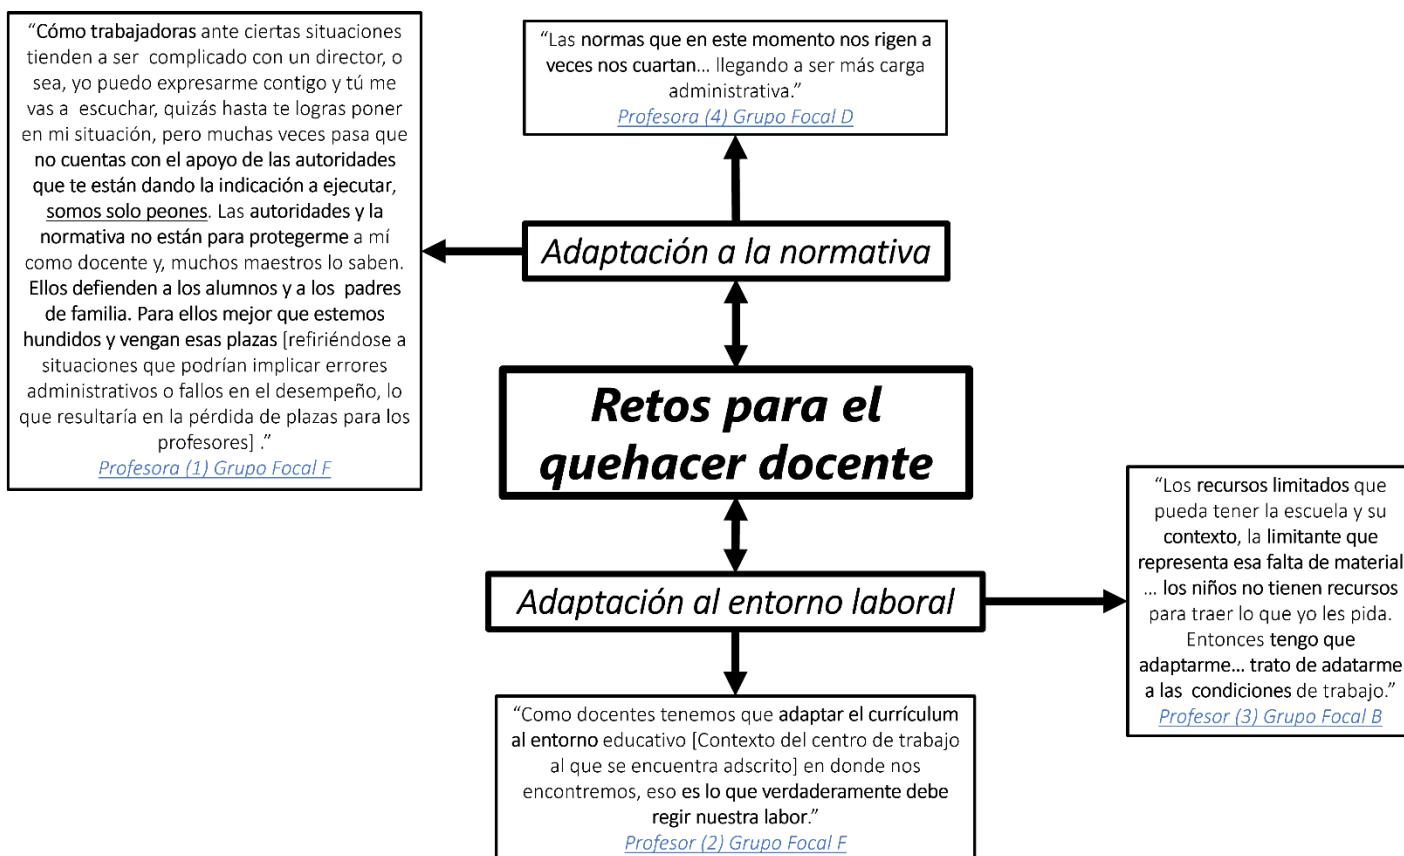 “Cómo trabajadoras ante ciertas situaciones
tienden a ser complicado con un director, o
sea, yo puedo expresarme contigo y tú me
vas a escuchar, quizás hasta te logras poner
en mi situación, pero muchas veces pasa que
no cuentas con el apoyo de las autoridades
que te están dando la indicación a ejecutar,
somos solo peones. Las autoridades y la
normativa no están para protegerme a mí
como docente y, muchos maestros lo saben.
Ellos defienden a los alumnos y a los padres
de familia. Para ellos mejor que estemos
hundidos y vengan esas plazas [refiriéndose a
situaciones que podrían implicar errores
administrativos o fallos en el desempeño, lo
que resultaría en la pérdida de plazas para los
profesores] .”
Profesora (1) Grupo Focal F
“Las normas que en este momento nos rigen a
veces nos cuartan... llegando a ser más carga
administrativa.”
Profesora (4) Grupo Focal D
Adaptación a la normativa
Retos para el
quehacer docente
Adaptación al entorno laboral
“Los recursos limitados que
pueda tener la escuela y su
contexto, la limitante que
representa esa falta de material
... los niños no tienen recursos
para traer lo que yo les pida.
Entonces tengo que
adaptarme... trato de adatarme
a las condiciones de trabajo.”
Profesor (3) Grupo Focal B
“Como docentes tenemos que adaptar el currículum
al entorno educativo [Contexto del centro de trabajo
al que se encuentra adscrito] en donde nos
encontremos, eso es lo que verdaderamente debe
regir nuestra labor.”
Profesor (2) Grupo Focal F